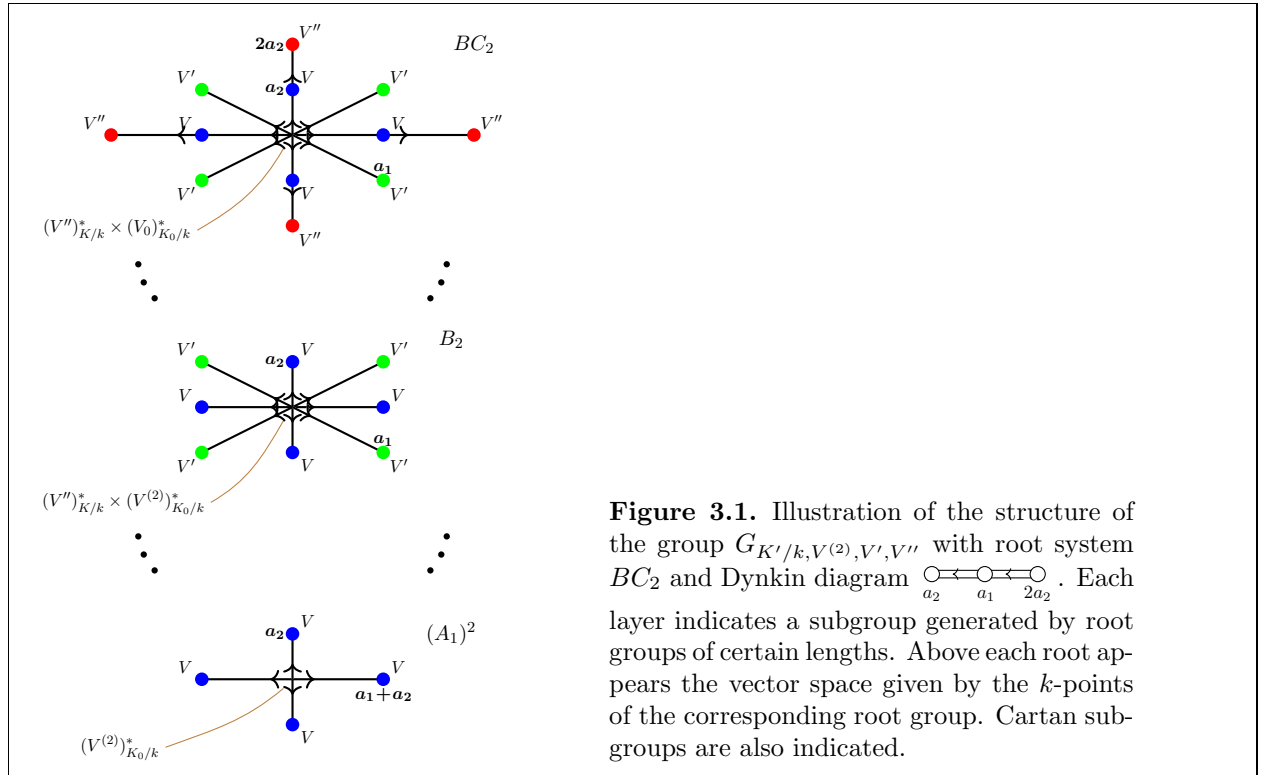 V''
2a₂ BC₂
V' V V'
a₂
V'' V V V''
a₁
V' V V'
(V'')*_{K/k} × (V₀)*_{K₀/k}
V''
B₂
V' V V'
a₂
V V
a₁
V' V V'
(V'')*_{K/k} × (V^{(2)})*_{K₀/k}
V (A₁)²
a₂
V V
a₁+a₂
V
(V^{(2)})*_{K₀/k}
Figure 3.1. Illustration of the structure of
the group G_{K'/k,V^{(2)},V',V''} with root system
BC₂ and Dynkin diagram a₂ a₁ 2a₂ . Each
layer indicates a subgroup generated by root
groups of certain lengths. Above each root ap-
pears the vector space given by the k-points
of the corresponding root group. Cartan sub-
groups are also indicated.